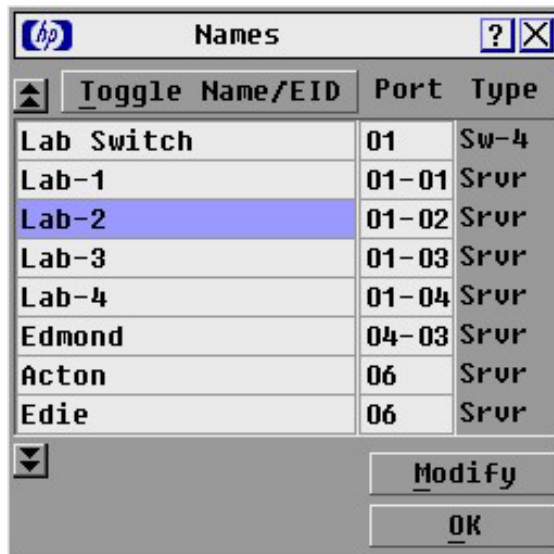 hp Names ? X
Toggle Name/EID Port Type
Lab Switch 01 Sw-4
Lab-1 01-01 Srvr
Lab-2 01-02 Srvr
Lab-3 01-03 Srvr
Lab-4 01-04 Srvr
Edmond 04-03 Srvr
Acton 06 Srvr
Edie 06 Srvr
Modify
OK